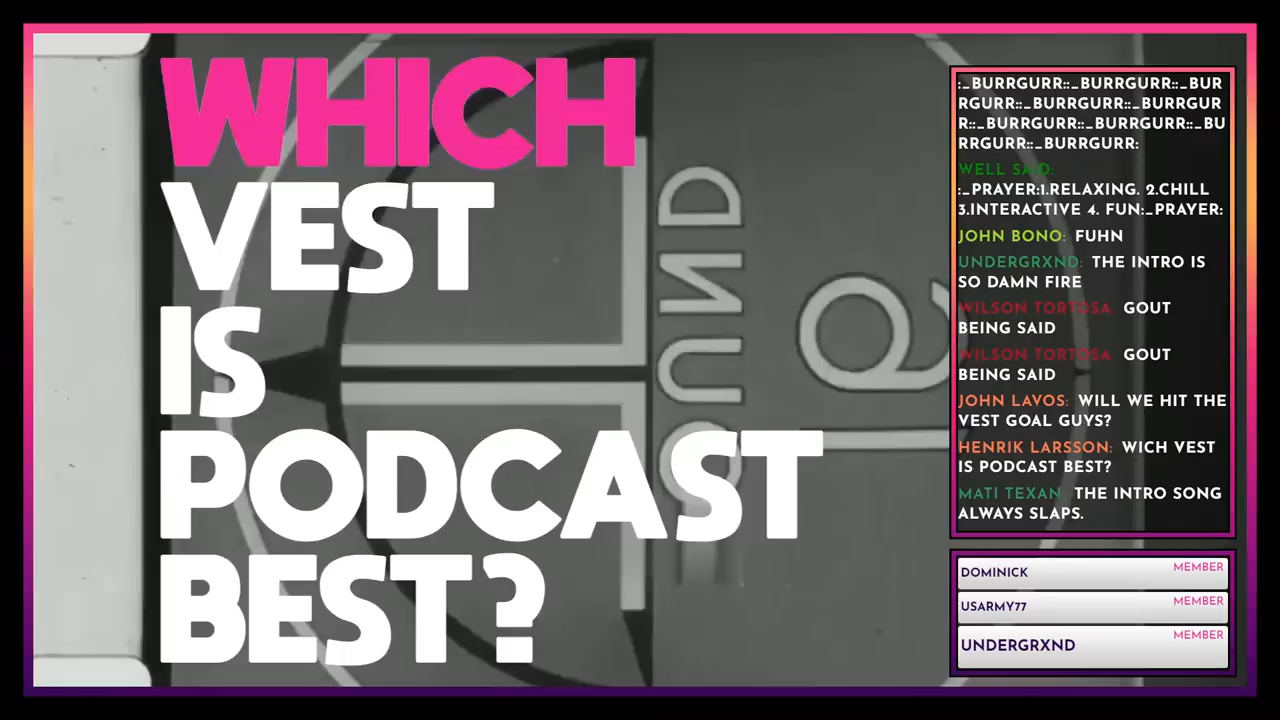 WHICH
VEST
IS
PODCAST
BEST?
FOUND
:_BURRGURR::_BURRGURR::_BUR
RGURR::_BURRGURR::_BURRGUR
R::_BURRGURR::_BURRGURR::_BU
RRGURR::_BURRGURR:
WELL SAID:
:_PRAYER:1.RELAXING. 2.CHILL
3.INTERACTIVE 4. FUN:_PRAYER:
JOHN BONO: FUHN
UNDERGRXND: THE INTRO IS
SO DAMN FIRE
WILSON TORTOSA: GOUT
BEING SAID
WILSON TORTOSA: GOUT
BEING SAID
JOHN LAVOS: WILL WE HIT THE
VEST GOAL GUYS?
HENRIK LARSSON: WICH VEST
IS PODCAST BEST?
MATI TEXAN: THE INTRO SONG
ALWAYS SLAPS.
DOMINICK MEMBER
USARMY77 MEMBER
UNDERGRXND MEMBER